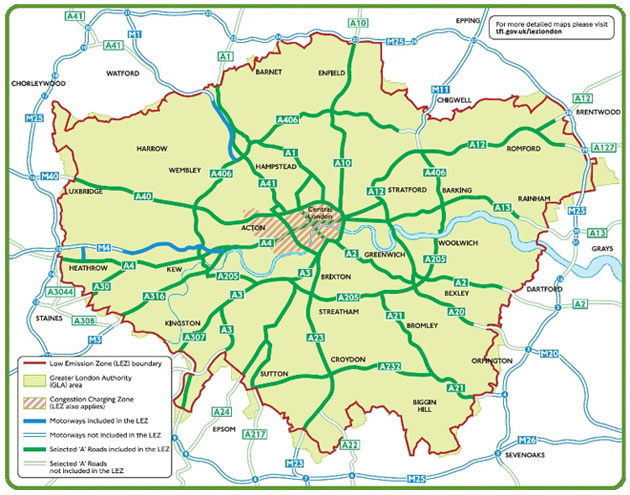 For more detailed maps please visit
tfl.gov.uk/lezlondon
A41
A41
M1
A1
A10
M25
EPPING
WATFORD
BARNET
ENFIELD
CHORLEYWOOD
M11
CHIGWELL
A12
BRENTWOOD
M25
A406
A12
ROMFORD
A127
HARROW
A1
A10
WEMBLEY
HAMPSTEAD
M40
A406
A41
A12
STRATFORD
A406
BARKING
UXBRIDGE
A40
RAINHAM
Central
London
A13
M25
ACTON
A13
M4
A4
WOOLWICH
GRAYS
A2
GREENWICH
HEATHROW
A4
KEW
A3
A205
A205
BRIXTON
A30
A2
DARTFORD
A3044
A316
A3
A205
BEXLEY
A2
STREATHAM
A21
A20
STAINES
A308
KINGSTON
BROMLEY
M3
A307
A3
A23
M20
CROYDON
ORPINGTON
SUTTON
A232
A21
BIGGIN
HILL
A24
EPSOM
A217
A22
M26
SEVENOAKS
M23
M25
Low Emission Zone (LEZ) boundary
Greater London Authority
(GLA) area
Congestion Charging Zone
(LEZ also applies)
Motorways included in the LEZ
Motorways not included in the LEZ
Selected 'A' Roads included in the LEZ
Selected 'A' Roads
not included in the LEZ